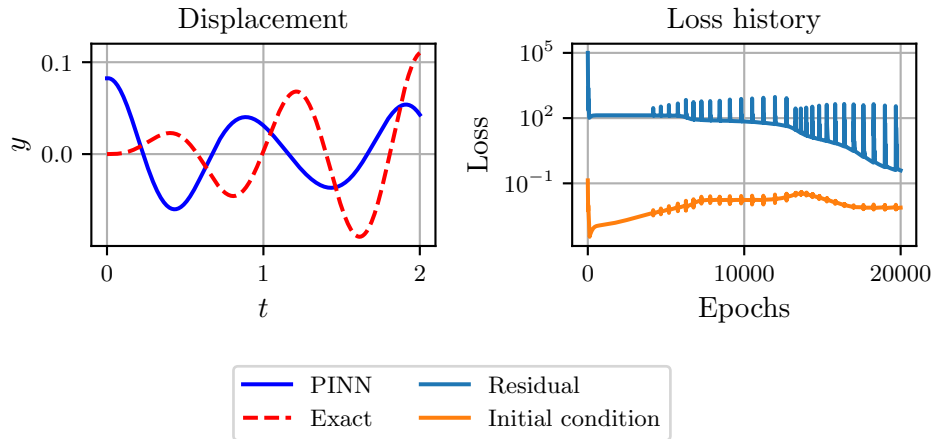 Displacement
y
0.1
0.0
0
1
2
t
Loss history
Loss
10^5
10^2
10^−1
0
10000
20000
Epochs
PINN
Exact
Residual
Initial condition